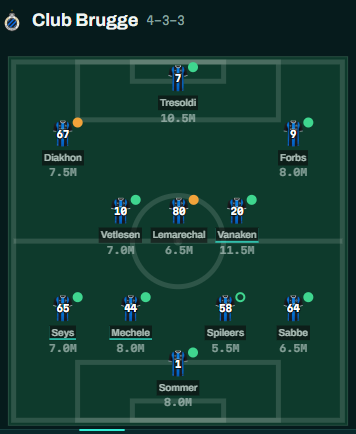 Club Brugge 4-3-3
7
Tresoldi
10.5M
67 9
Diakhon Forbs
7.5M 8.0M
10 80 20
Vetlesen Lemarechal Vanaken
7.0M 6.5M 11.5M
65 44 58 64
Seys Mechele Spileers Sabbe
7.0M 8.0M 5.5M 6.5M
1
Sommer
8.0M